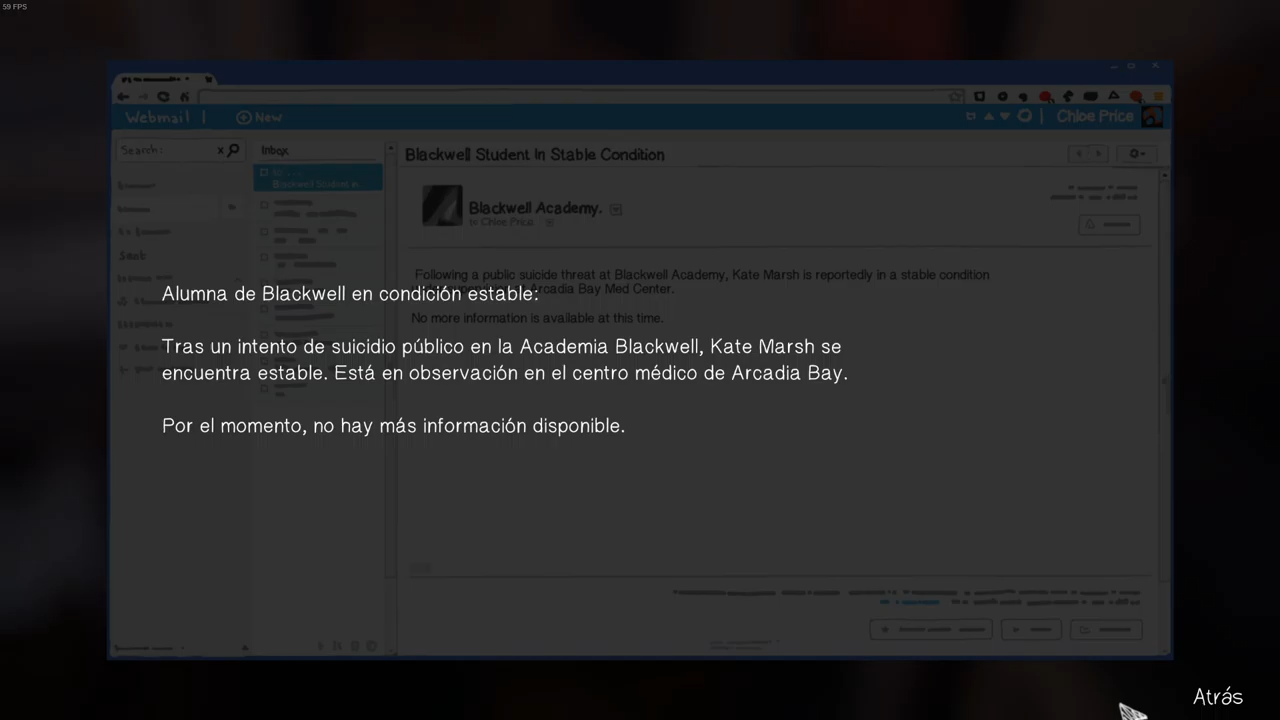 59 FPS
Webmail
New
Chloe Price
Search:
Inbox
Blackwell Student In Stable Condition
Blackwell Student in...
Blackwell Academy.
to Chloe Price
Following a public suicide threat at Blackwell Academy, Kate Marsh is reportedly in a stable condition
Arcadia Bay Med Center.
No more information is available at this time.
Alumna de Blackwell en condición estable:
Tras un intento de suicidio público en la Academia Blackwell, Kate Marsh se
encuentra estable. Está en observación en el centro médico de Arcadia Bay.
Por el momento, no hay más información disponible.
Atrás